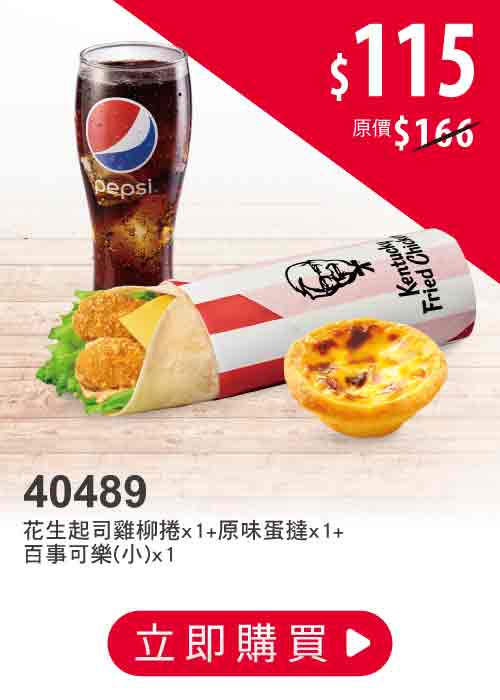 $115
原價$166
pepsi
Kentucky
Fried Chicken
40489
花生起司雞柳捲x1+原味蛋撻x1+
百事可樂(小)x1
立即購買